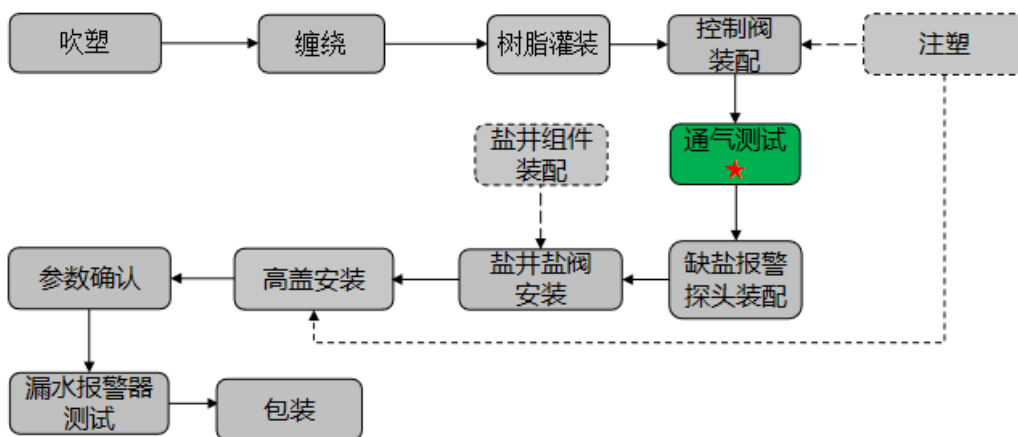 吹塑
缠绕
树脂灌装
控制阀
装配
注塑
盐井组件
装配
通气测试
参数确认
高盖安装
盐井盐阀
安装
缺盐报警
探头装配
漏水报警器
测试
包装